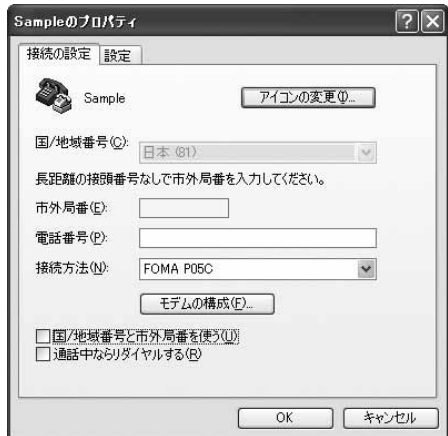 Sampleのプロパティ
接続の設定 設定
Sample アイコンの変更(I)...
国/地域番号(C): 日本 (81)
長距離の接頭番号なしで市外局番を入力してください。
市外局番(E):
電話番号(P):
接続方法(N): FOMA P05C
モデムの構成(F)...
国/地域番号と市外局番を使う(U)
通話中ならリダイヤルする(R)
OK キャンセル